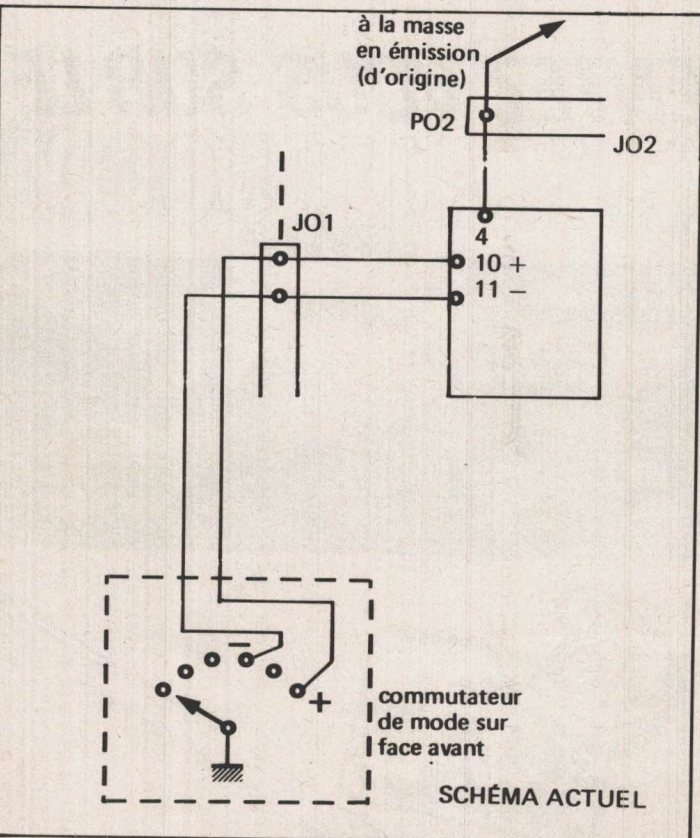 à la masse
en émission
(d'origine)
PO2
JO2
JO1
4
10 +
11 −
−
+
commutateur
de mode sur
face avant
SCHÉMA ACTUEL